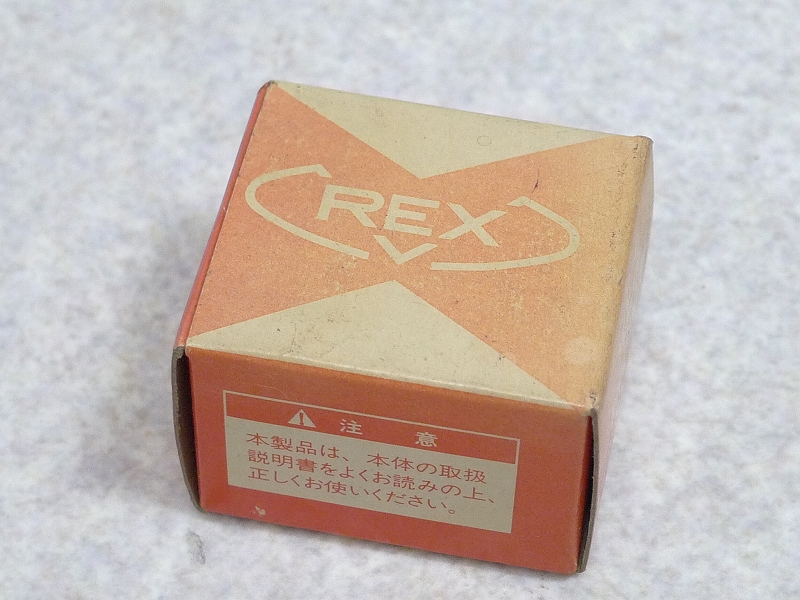 REX
注意
本製品は、本体の取扱
説明書をよくお読みの上、
正しくお使いください。